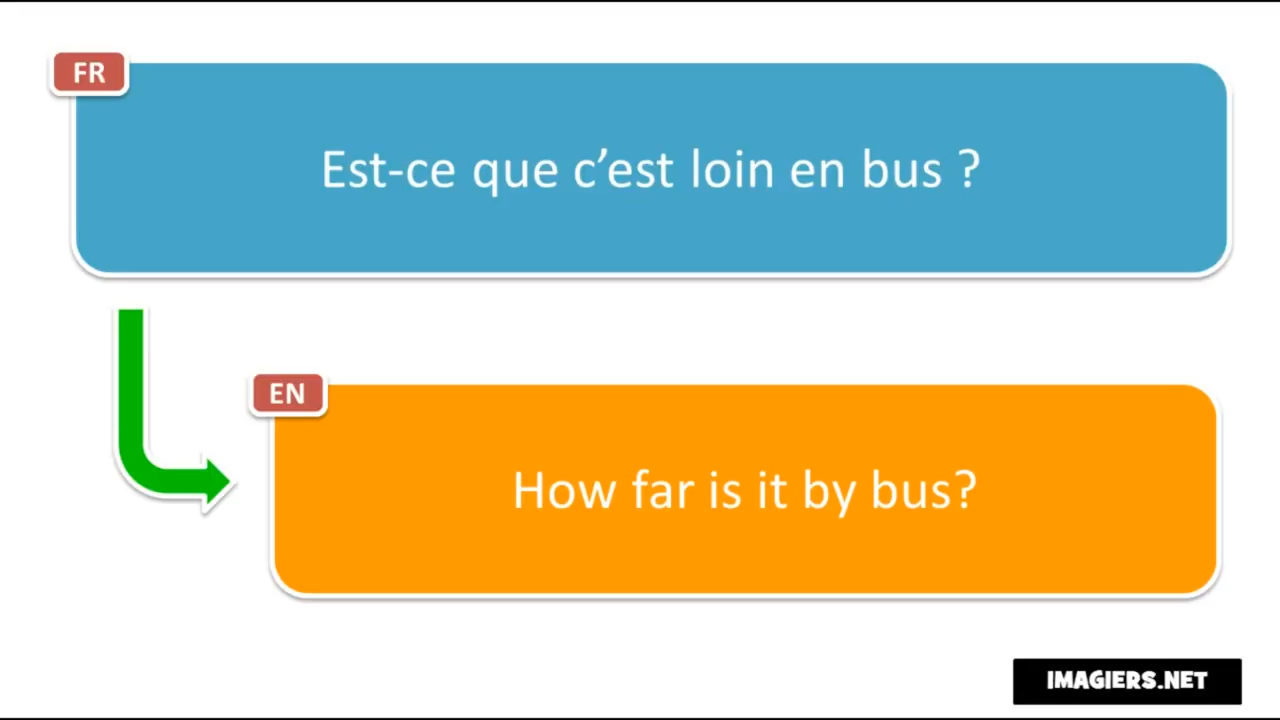 FR
Est-ce que c’est loin en bus ?
EN
How far is it by bus?
IMAGIERS.NET